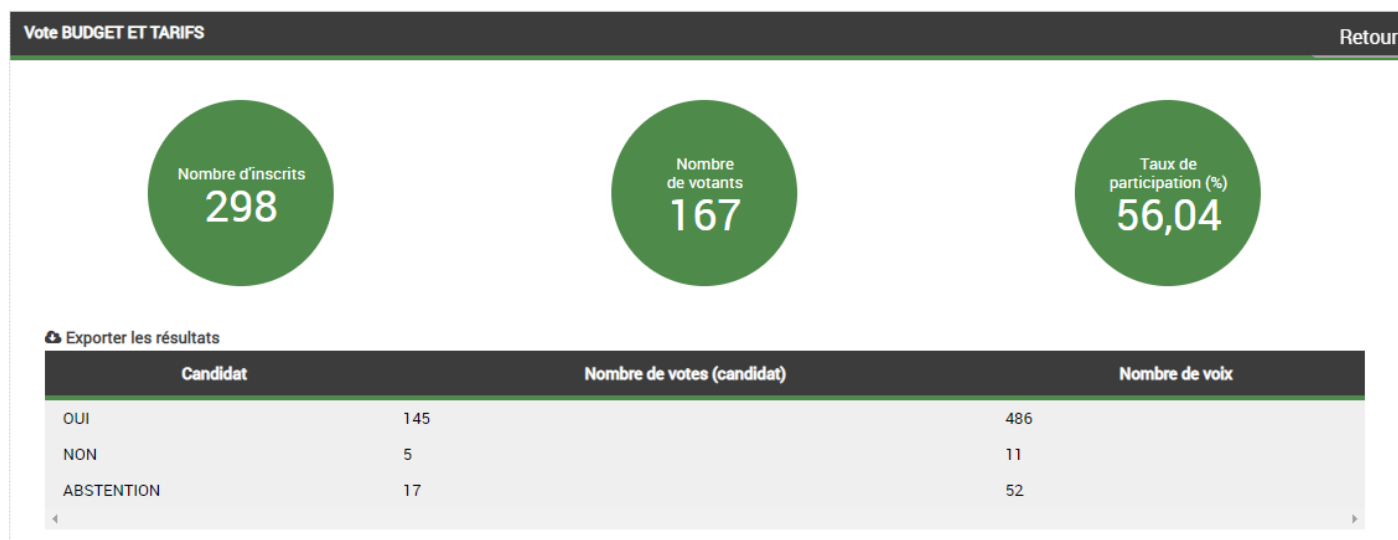 Vote BUDGET ET TARIFS
Retour
Nombre d'inscrits
298
Nombre
de votants
167
Taux de
participation (%)
56,04
Exporter les résultats
Candidat Nombre de votes (candidat) Nombre de voix
OUI 145 486
NON 5 11
ABSTENTION 17 52